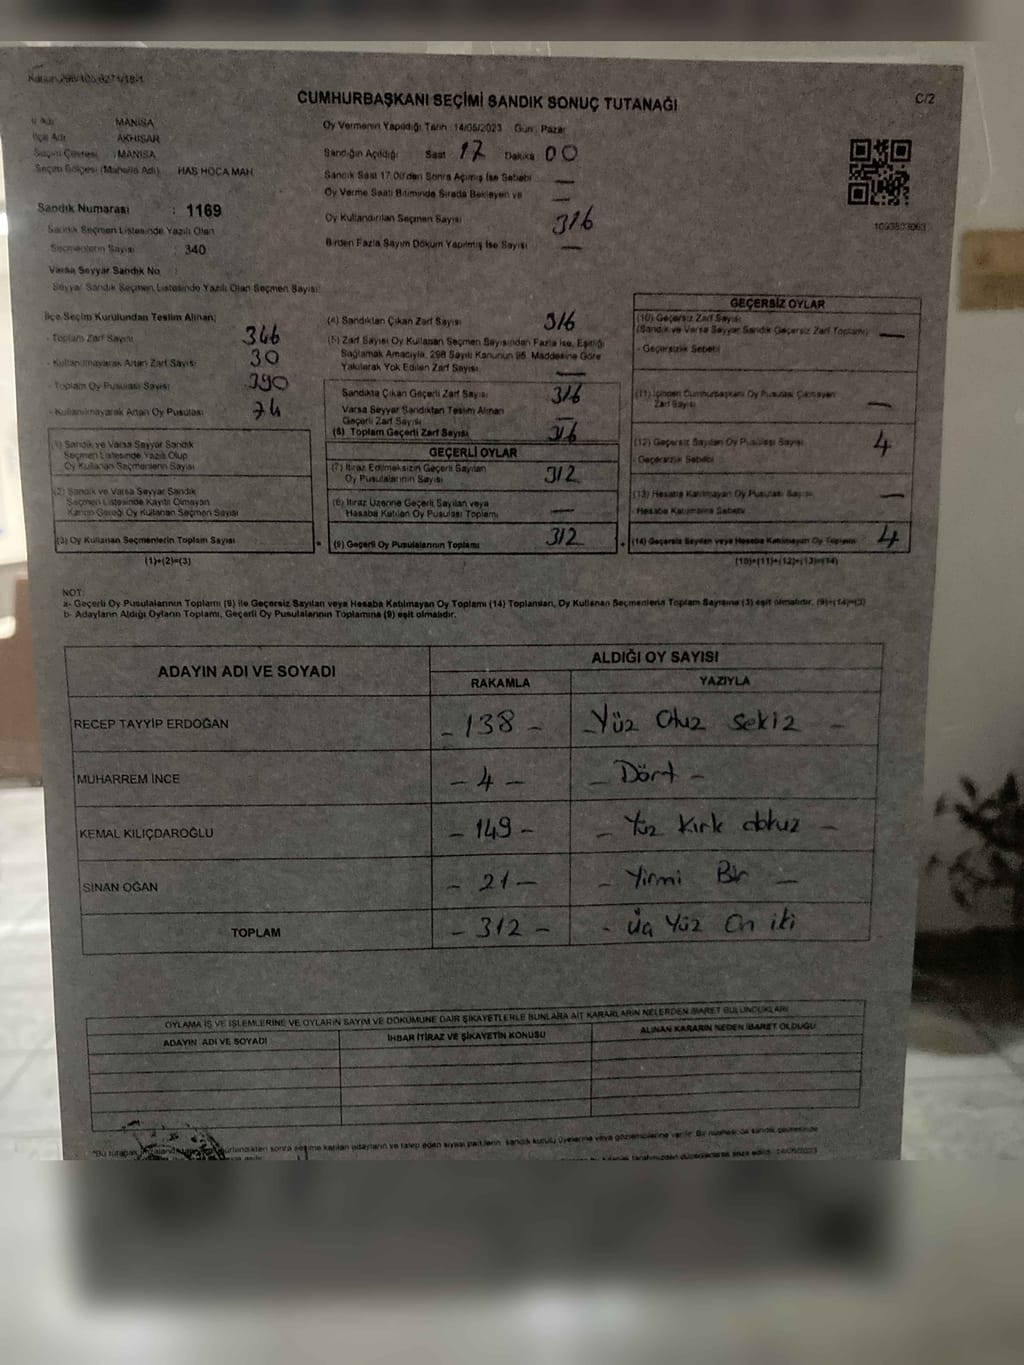 Kanun:298/105,6271/18-1
CUMHURBAŞKANI SEÇİMİ SANDIK SONUÇ TUTANAĞI
C/2
İl Adı MANİSA
İlçe Adı AKHİSAR
Seçim Çevresi : MANİSA
Seçim Bölgesi (Mahalle Adı) HAS HOCA MAH
Sandık Numarası : 1169
Sandık Seçmen Listesinde Yazılı Olan
Seçmenlerin Sayısı : 340
Varsa Seyyar Sandık No :
Seyyar Sandık Seçmen Listesinde Yazılı Olan Seçmen Sayısı:
Oy Vermenin Yapıldığı Tarih : 14/05/2023 Gün : Pazar
Sandığın Açıldığı Saat 17 Dakika 00
Sandık Saat 17.00'den Sonra Açılmış İse Sebebi —
Oy Verme Saati Bitiminde Sırada Bekleyen ve —
Oy Kullandırılan Seçmen Sayısı 316
Birden Fazla Sayım Döküm Yapılmış İse Sayısı —
İlçe Seçim Kurulundan Teslim Alınan;
- Toplam Zarf Sayısı 346
- Kullanılmayarak Artan Zarf Sayısı 30
- Toplam Oy Pusulası Sayısı 390
- Kullanılmayarak Artan Oy Pusulası 74
(1) Sandık ve Varsa Seyyar Sandık
Seçmen Listesinde Yazılı Olup
Oy Kullanan Seçmenlerin Sayısı
(2) Sandık ve Varsa Seyyar Sandık
Seçmen Listesinde Kayıtlı Olmayan
Kanun Gereği Oy Kullanan Seçmen Sayısı
(3) Oy Kullanan Seçmenlerin Toplam Sayısı
(1)+(2)=(3)
(4) Sandıktan Çıkan Zarf Sayısı 316
(5) Zarf Sayısı Oy Kullanan Seçmen Sayısından Fazla İse, Eşitliği
Sağlamak Amacıyla, 298 Sayılı Kanunun 98. Maddesine Göre
Yakılarak Yok Edilen Zarf Sayısı —
Sandıkta Çıkan Geçerli Zarf Sayısı 316
Varsa Seyyar Sandıktan Teslim Alınan
Geçerli Zarf Sayısı —
(6) Toplam Geçerli Zarf Sayısı 316
GEÇERLİ OYLAR
(7) İtiraz Edilmeksizin Geçerli Sayılan
Oy Pusulalarının Sayısı 312
(8) İtiraz Üzerine Geçerli Sayılan veya
Hesaba Katılan Oy Pusulası Toplamı —
(9) Geçerli Oy Pusulalarının Toplamı 312
GEÇERSİZ OYLAR
(10) Geçersiz Zarf Sayısı
(Sandık ve Varsa Seyyar Sandık Geçersiz Zarf Toplamı) —
- Geçersizlik Sebebi
(11) İçinden Cumhurbaşkanı Oy Pusulası Çıkmayan
Zarf Sayısı —
(12) Geçersiz Sayılan Oy Pusulası Sayısı 4
- Geçersizlik Sebebi
(13) Hesaba Katılmayan Oy Pusulası Sayısı —
Hesaba Katılmama Sebebi
(14) Geçersiz Sayılan veya Hesaba Katılmayan Oy Toplamı 4
(10)+(11)+(12)+(13)=(14)
NOT:
a- Geçerli Oy Pusulalarının Toplamı (9) ile Geçersiz Sayılan veya Hesaba Katılmayan Oy Toplamı (14) Toplamları, Oy Kullanan Seçmenlerin Toplam Sayısına (3) eşit olmalıdır. (9)+(14)=(3)
b- Adayların Aldığı Oyların Toplamı, Geçerli Oy Pusulalarının Toplamına (9) eşit olmalıdır.
ADAYIN ADI VE SOYADI
ALDIĞI OY SAYISI
RAKAMLA YAZIYLA
RECEP TAYYİP ERDOĞAN - 138 - - Yüz Otuz Sekiz -
MUHARREM İNCE - 4 - - Dört -
KEMAL KILIÇDAROĞLU - 149 - - Yüz Kırk dokuz -
SİNAN OĞAN - 21 - - Yirmi Bir -
TOPLAM - 312 - - Üç Yüz On iki
OYLAMA İŞ VE İŞLEMLERİNE VE OYLARIN SAYIM VE DÖKÜMÜNE DAİR ŞİKAYETLERLE BUNLARA AİT KARARLARIN NELERDEN İBARET BULUNDUKLARI
ADAYIN ADI VE SOYADI İHBAR İTİRAZ VE ŞİKAYETİN KONUSU ALINAN KARARIN NEDEN İBARET OLDUĞU
sonra seçime katılan adayların ve talep eden siyasi partilerin sandık kurulu üyelerine veya gözlemcilerine verilir.